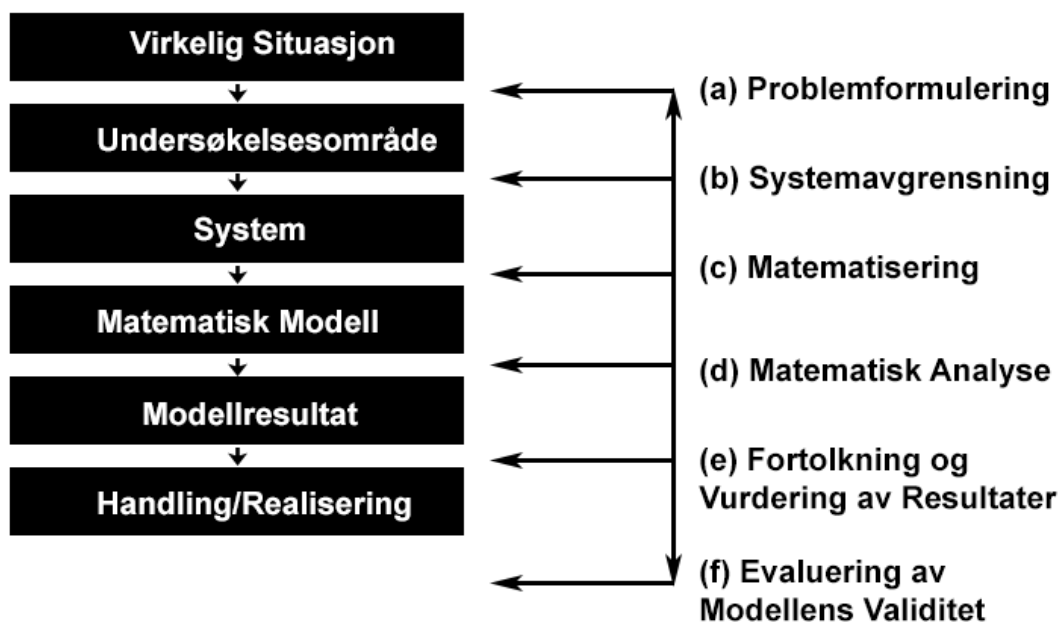 Virkelig Situasjon
Undersøkelsesområde
System
Matematisk Modell
Modellresultat
Handling/Realisering
(a) Problemformulering
(b) Systemavgrensning
(c) Matematisering
(d) Matematisk Analyse
(e) Fortolkning og
Vurdering av Resultater
(f) Evaluering av
Modellens Validitet